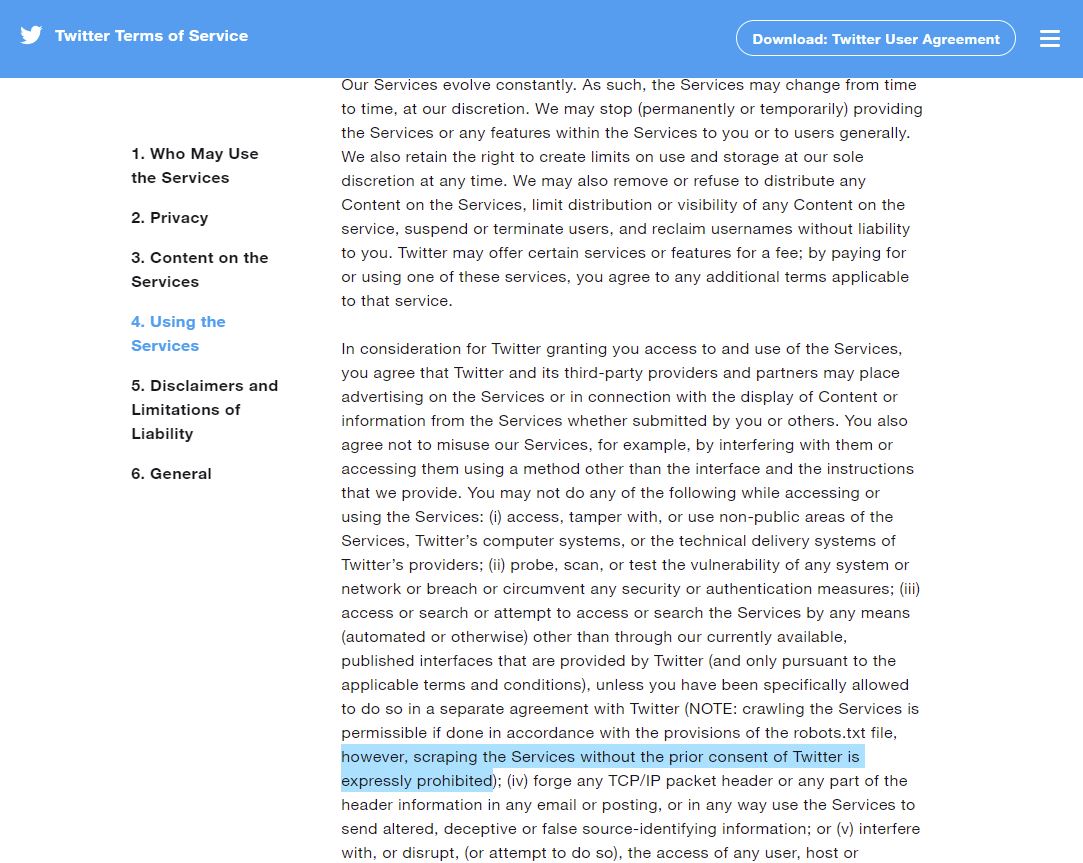 Twitter Terms of Service
Download: Twitter User Agreement
1. Who May Use
the Services
2. Privacy
3. Content on the
Services
4. Using the
Services
5. Disclaimers and
Limitations of
Liability
6. General
Our Services evolve constantly. As such, the Services may change from time
to time, at our discretion. We may stop (permanently or temporarily) providing
the Services or any features within the Services to you or to users generally.
We also retain the right to create limits on use and storage at our sole
discretion at any time. We may also remove or refuse to distribute any
Content on the Services, limit distribution or visibility of any Content on the
service, suspend or terminate users, and reclaim usernames without liability
to you. Twitter may offer certain services or features for a fee; by paying for
or using one of these services, you agree to any additional terms applicable
to that service.
In consideration for Twitter granting you access to and use of the Services,
you agree that Twitter and its third-party providers and partners may place
advertising on the Services or in connection with the display of Content or
information from the Services whether submitted by you or others. You also
agree not to misuse our Services, for example, by interfering with them or
accessing them using a method other than the interface and the instructions
that we provide. You may not do any of the following while accessing or
using the Services: (i) access, tamper with, or use non-public areas of the
Services, Twitter’s computer systems, or the technical delivery systems of
Twitter’s providers; (ii) probe, scan, or test the vulnerability of any system or
network or breach or circumvent any security or authentication measures; (iii)
access or search or attempt to access or search the Services by any means
(automated or otherwise) other than through our currently available,
published interfaces that are provided by Twitter (and only pursuant to the
applicable terms and conditions), unless you have been specifically allowed
to do so in a separate agreement with Twitter (NOTE: crawling the Services is
permissible if done in accordance with the provisions of the robots.txt file,
however, scraping the Services without the prior consent of Twitter is
expressly prohibited); (iv) forge any TCP/IP packet header or any part of the
header information in any email or posting, or in any way use the Services to
send altered, deceptive or false source-identifying information; or (v) interfere
with, or disrupt, (or attempt to do so), the access of any user, host or